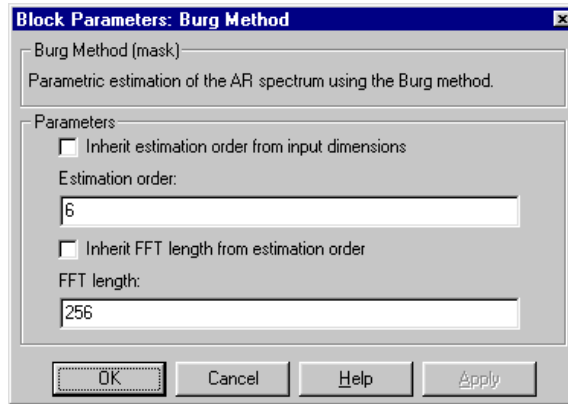 Block Parameters: Burg Method
Burg Method (mask)
Parametric estimation of the AR spectrum using the Burg method.
Parameters
Inherit estimation order from input dimensions
Estimation order:
6
Inherit FFT length from estimation order
FFT length:
256
OK Cancel Help Apply